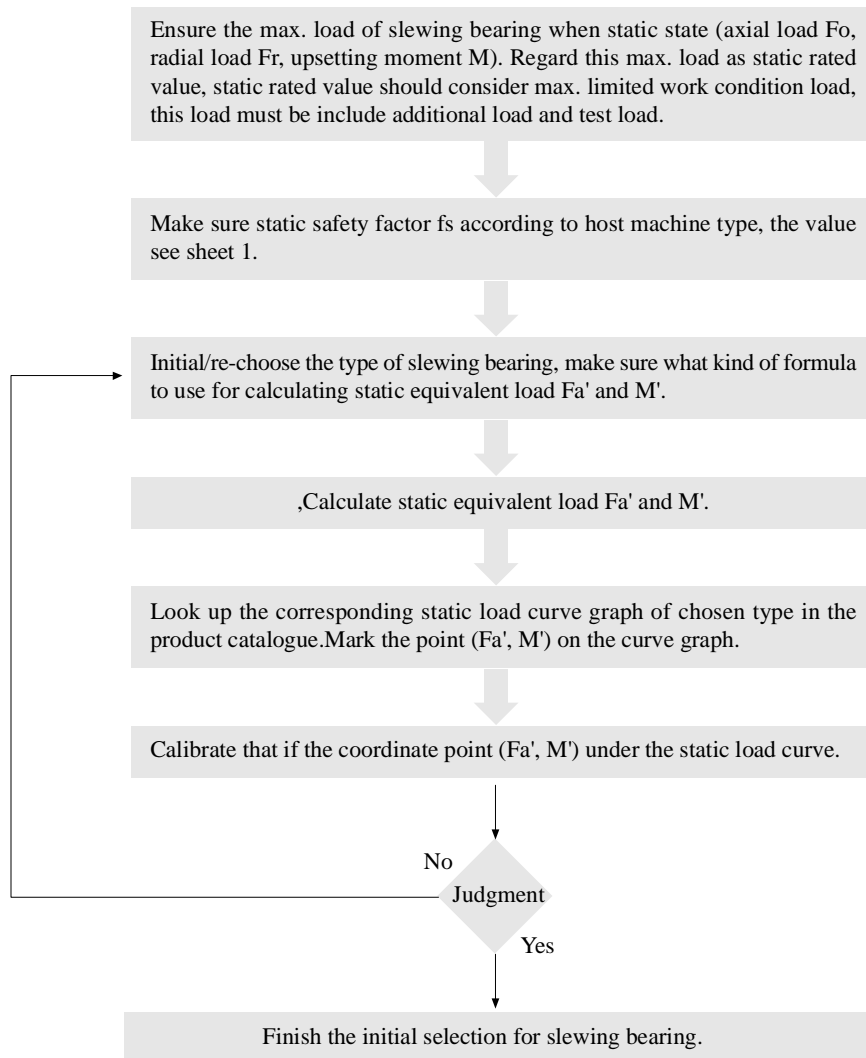 Ensure the max. load of slewing bearing when static state (axial load Fo,
radial load Fr, upsetting moment M). Regard this max. load as static rated
value, static rated value should consider max. limited work condition load,
this load must be include additional load and test load.
Make sure static safety factor fs according to host machine type, the value
see sheet 1.
Initial/re-choose the type of slewing bearing, make sure what kind of formula
to use for calculating static equivalent load Fa' and M'.
,Calculate static equivalent load Fa' and M'.
Look up the corresponding static load curve graph of chosen type in the
product catalogue.Mark the point (Fa', M') on the curve graph.
Calibrate that if the coordinate point (Fa', M') under the static load curve.
No
Judgment
Yes
Finish the initial selection for slewing bearing.